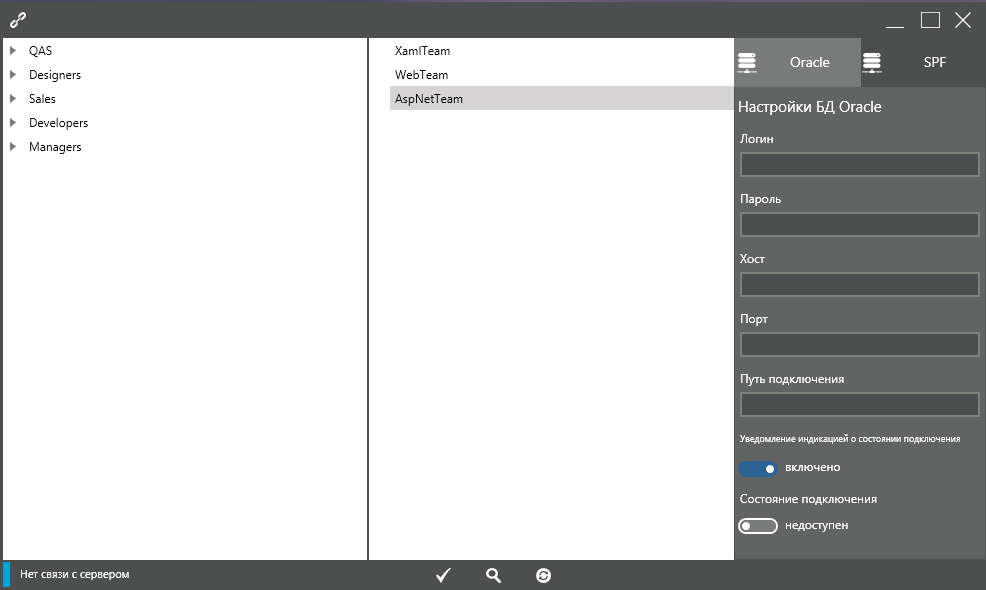 QAS
Designers
Sales
Developers
Managers
XamlTeam
WebTeam
AspNetTeam
Oracle
SPF
Настройки БД Oracle
Логин
Пароль
Хост
Порт
Путь подключения
Уведомление индикацией о состоянии подключения
включено
Состояние подключения
недоступен
Нет связи с сервером